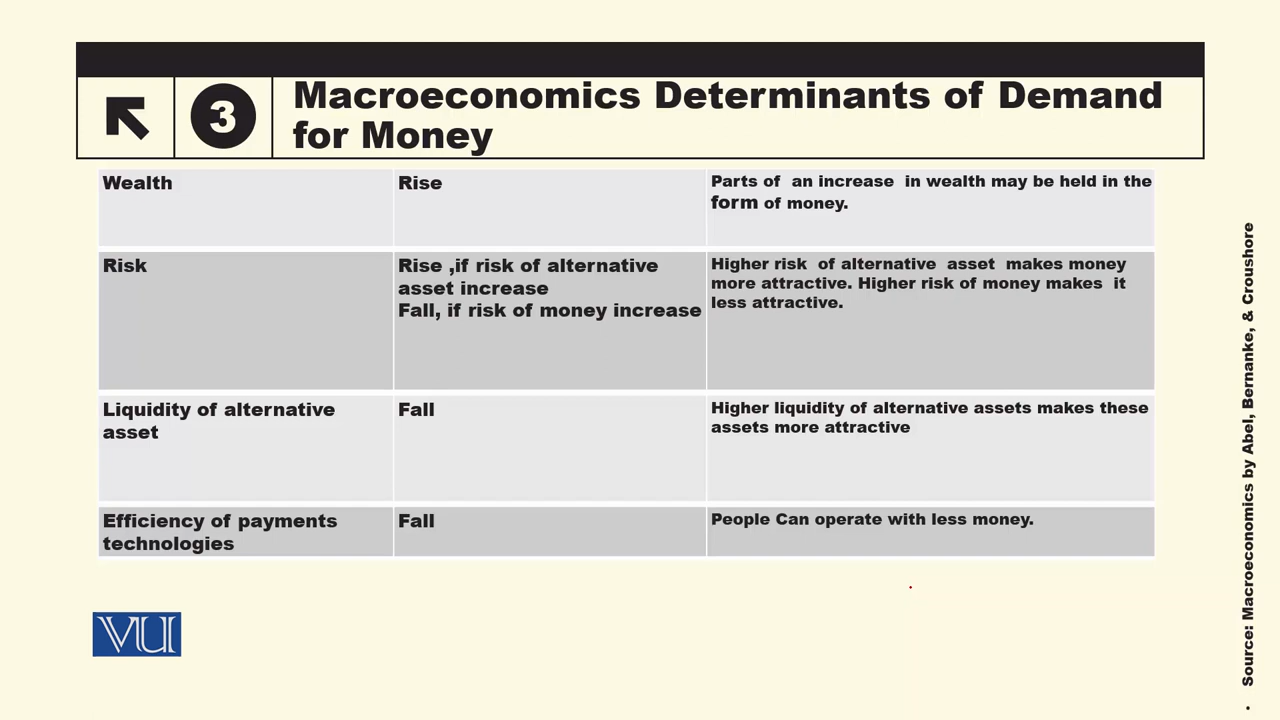 3
Macroeconomics Determinants of Demand
for Money
Wealth
Rise
Parts of an increase in wealth may be held in the
form of money.
Risk
Rise ,if risk of alternative
asset increase
Fall, if risk of money increase
Higher risk of alternative asset makes money
more attractive. Higher risk of money makes it
less attractive.
Liquidity of alternative
asset
Fall
Higher liquidity of alternative assets makes these
assets more attractive
Efficiency of payments
technologies
Fall
People Can operate with less money.
VU
• Source: Macroeconomics by Abel, Bernanke, & Croushore